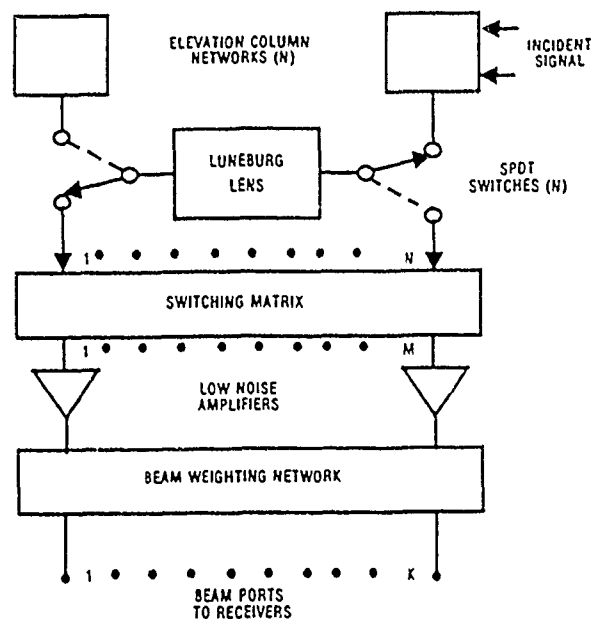 ELEVATION COLUMN
NETWORKS (N)
INCIDENT
SIGNAL
LUNEBURG
LENS
SPDT
SWITCHES (N)
1 N
SWITCHING MATRIX
1 M
LOW NOISE
AMPLIFIERS
BEAM WEIGHTING NETWORK
1 K
BEAM PORTS
TO RECEIVERS